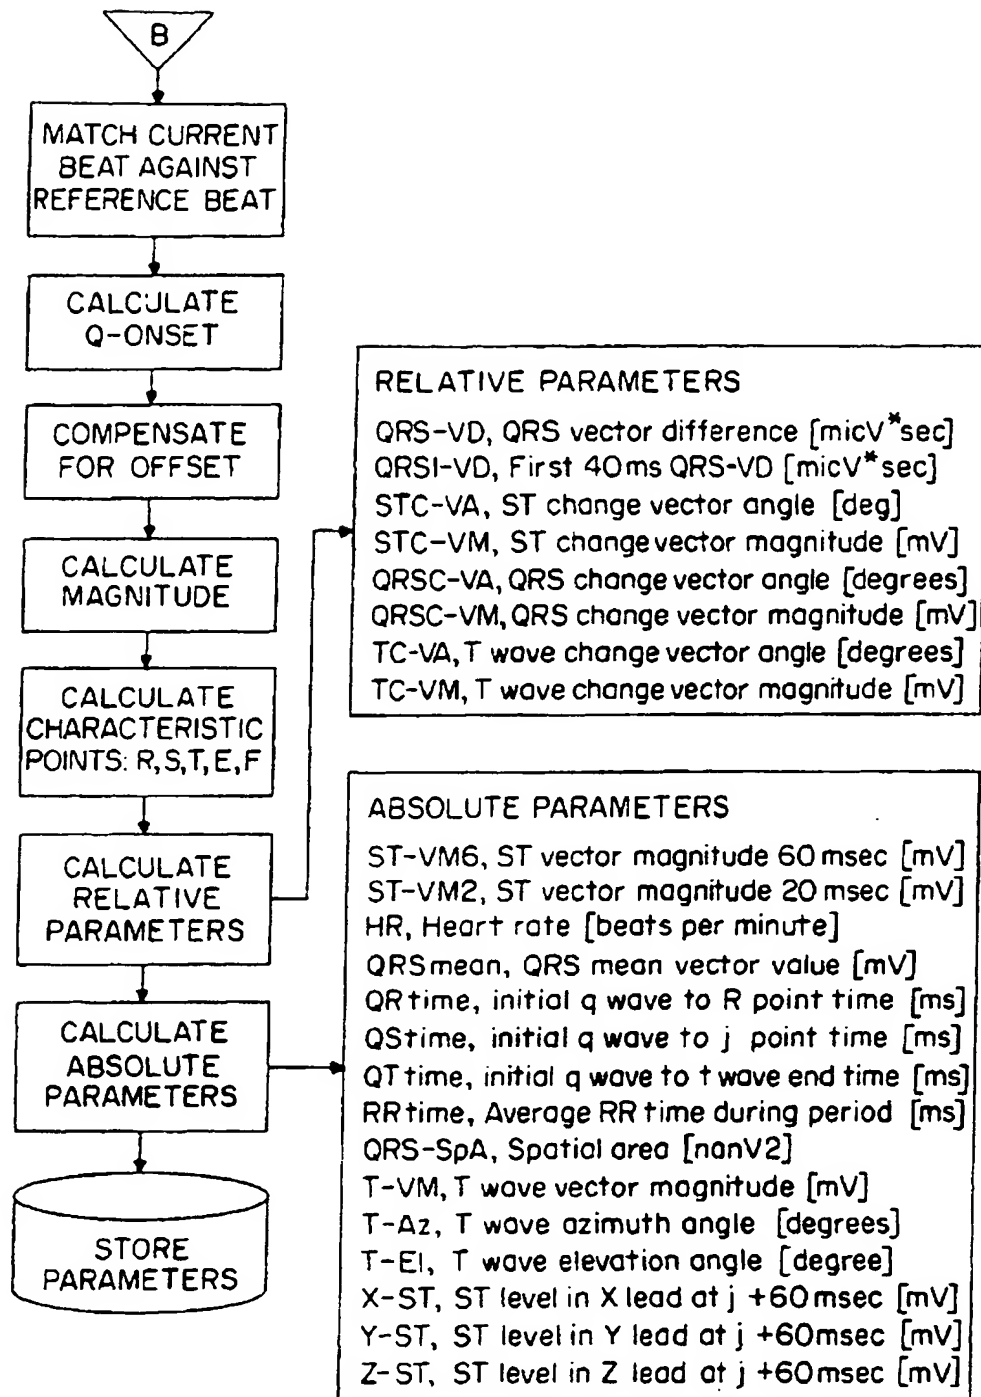 B
MATCH CURRENT
BEAT AGAINST
REFERENCE BEAT
CALCULATE
Q-ONSET
COMPENSATE
FOR OFFSET
CALCULATE
MAGNITUDE
CALCULATE
CHARACTERISTIC
POINTS: R,S,T,E,F
CALCULATE
RELATIVE
PARAMETERS
CALCULATE
ABSOLUTE
PARAMETERS
STORE
PARAMETERS
RELATIVE PARAMETERS
QRS-VD, QRS vector difference [micV*sec]
QRSI-VD, First 40ms QRS-VD [micV*sec]
STC-VA, ST change vector angle [deg]
STC-VM, ST change vector magnitude [mV]
QRSC-VA, QRS change vector angle [degrees]
QRSC-VM, QRS change vector magnitude [mV]
TC-VA, T wave change vector angle [degrees]
TC-VM, T wave change vector magnitude [mV]
ABSOLUTE PARAMETERS
ST-VM6, ST vector magnitude 60 msec [mV]
ST-VM2, ST vector magnitude 20 msec [mV]
HR, Heart rate [beats per minute]
QRSmean, QRS mean vector value [mV]
QRtime, initial q wave to R point time [ms]
QStime, initial q wave to j point time [ms]
QTtime, initial q wave to t wave end time [ms]
RRtime, Average RR time during period [ms]
QRS-SpA, Spatial area [nanV2]
T-VM, T wave vector magnitude [mV]
T-Az, T wave azimuth angle [degrees]
T-El, T wave elevation angle [degree]
X-ST, ST level in X lead at j +60msec [mV]
Y-ST, ST level in Y lead at j +60msec [mV]
Z-ST, ST level in Z lead at j +60msec [mV]